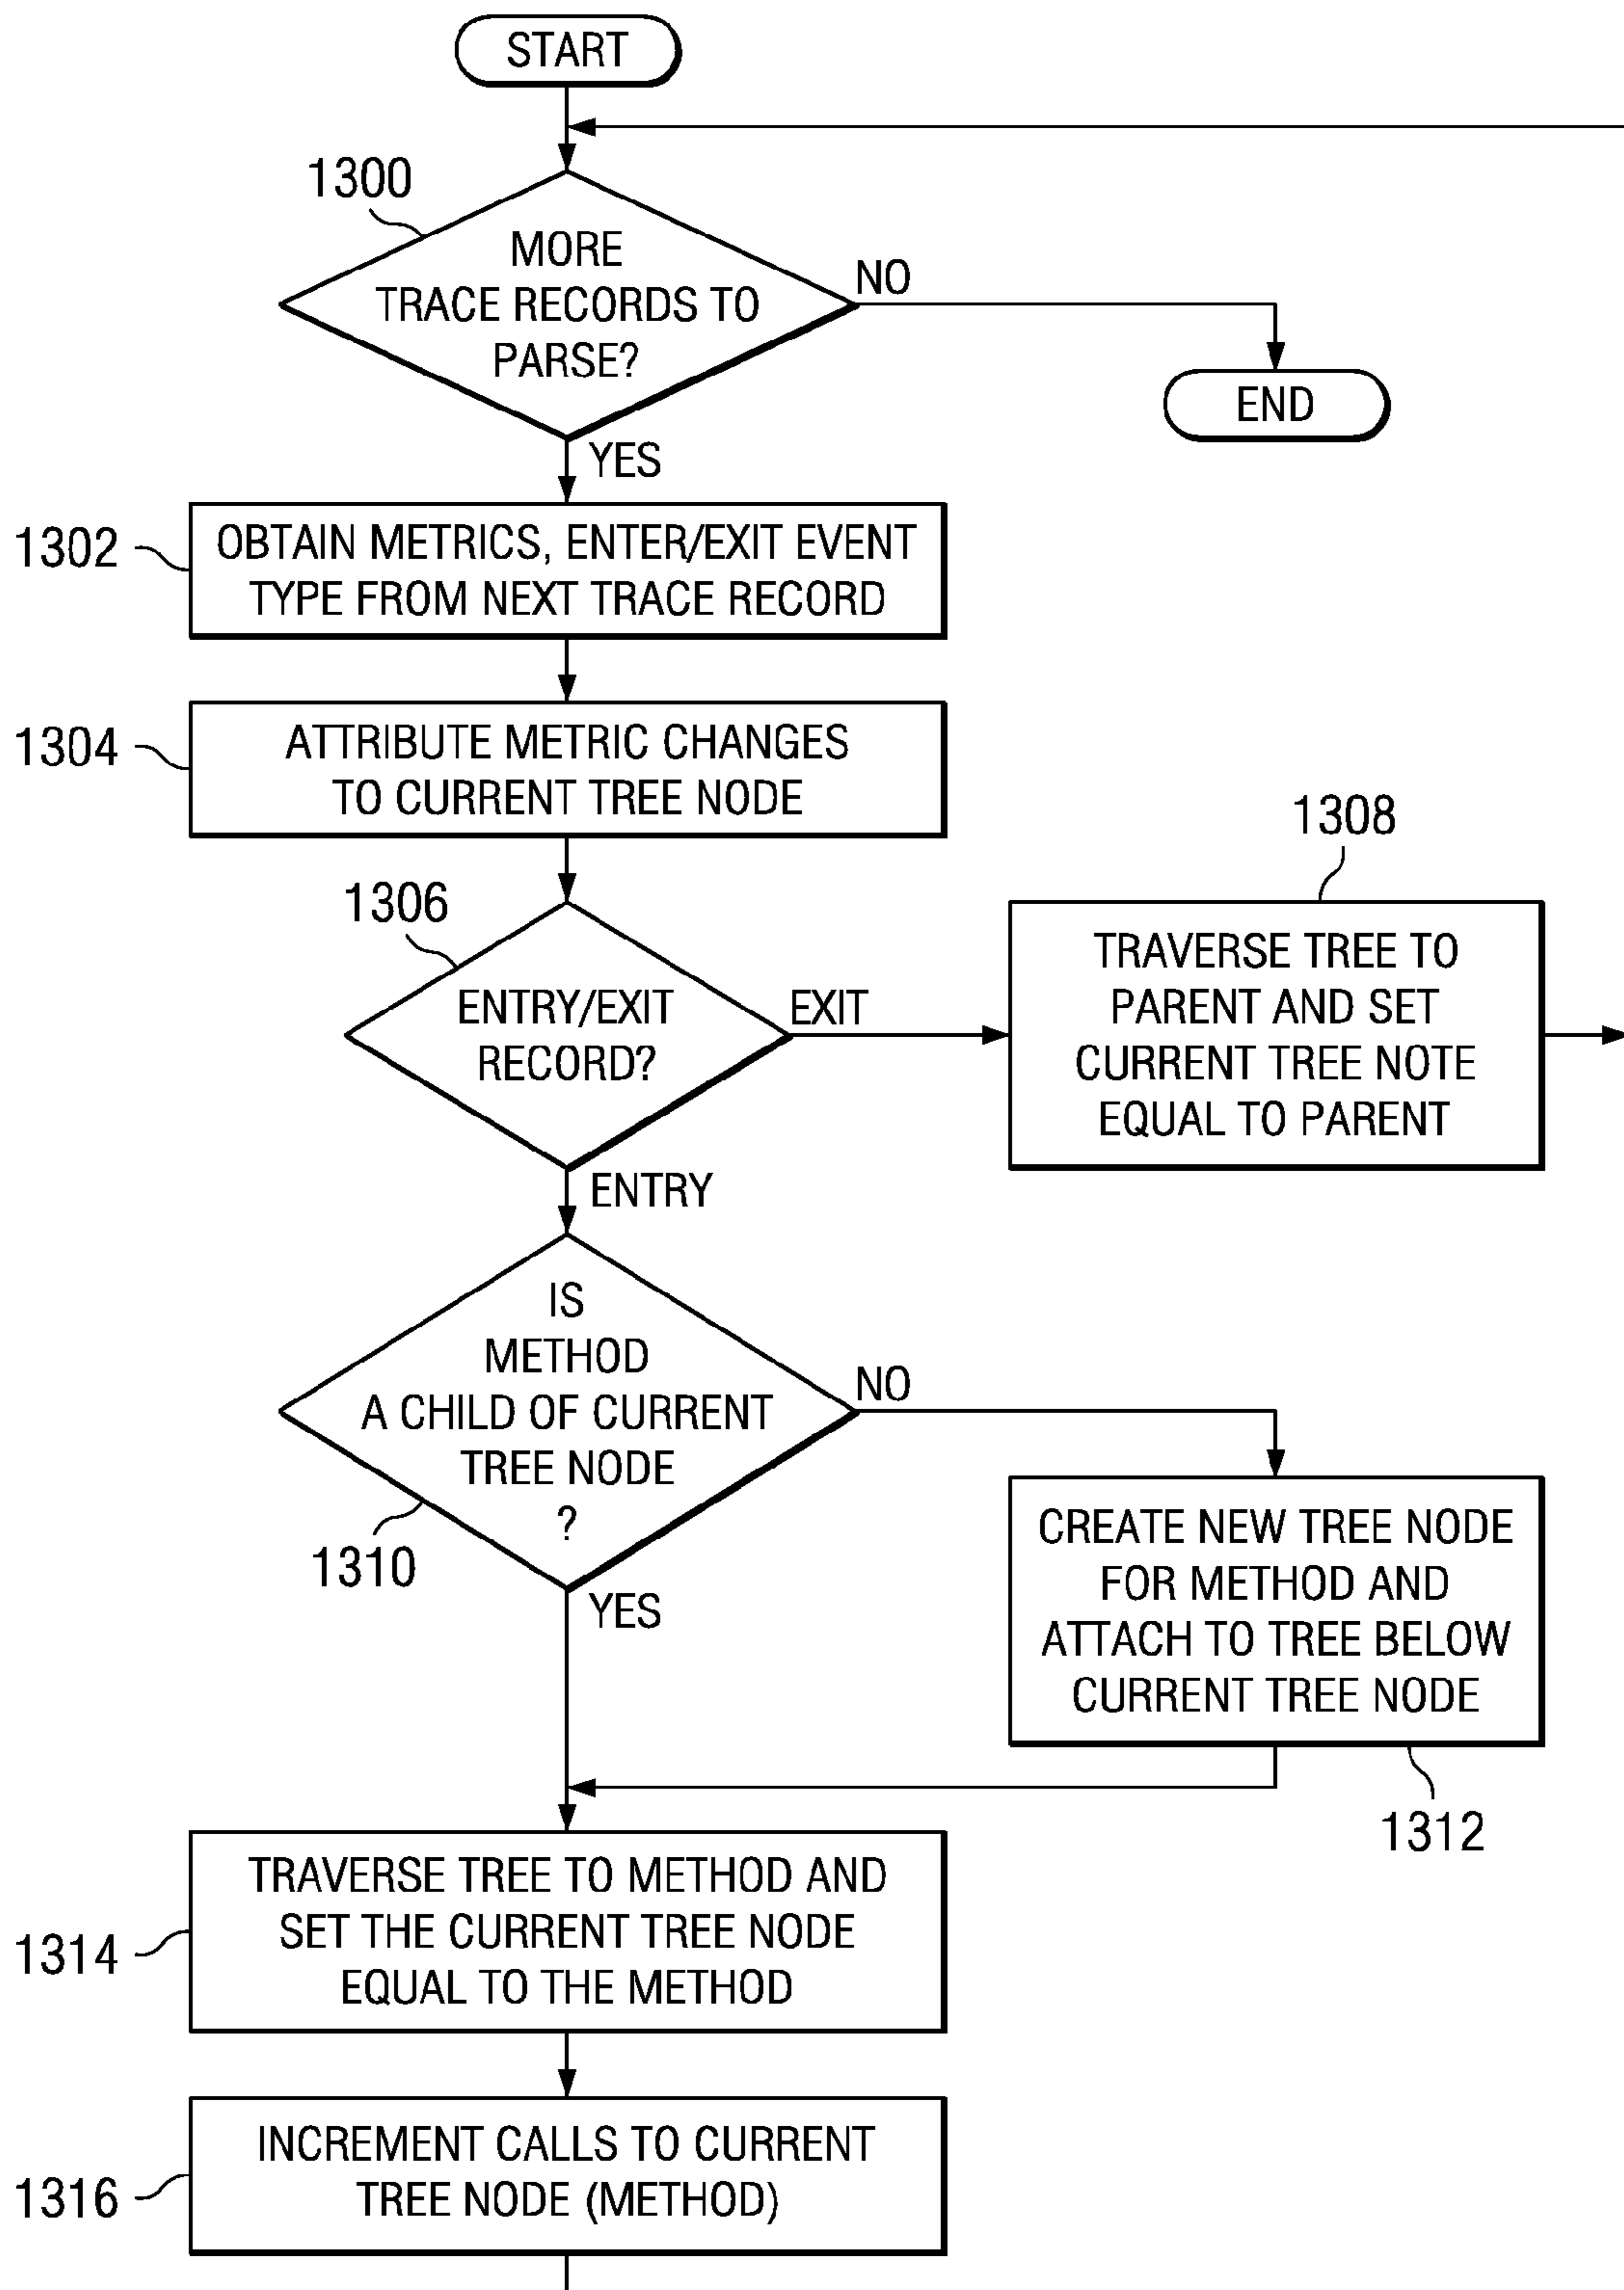 START
1300
MORE
TRACE RECORDS TO
PARSE?
NO
END
YES
1302
OBTAIN METRICS, ENTER/EXIT EVENT
TYPE FROM NEXT TRACE RECORD
1304
ATTRIBUTE METRIC CHANGES
TO CURRENT TREE NODE
1306
ENTRY/EXIT
RECORD?
EXIT
1308
TRAVERSE TREE TO
PARENT AND SET
CURRENT TREE NOTE
EQUAL TO PARENT
ENTRY
IS
METHOD
A CHILD OF CURRENT
TREE NODE
?
1310
NO
YES
CREATE NEW TREE NODE
FOR METHOD AND
ATTACH TO TREE BELOW
CURRENT TREE NODE
1312
1314
TRAVERSE TREE TO METHOD AND
SET THE CURRENT TREE NODE
EQUAL TO THE METHOD
1316
INCREMENT CALLS TO CURRENT
TREE NODE (METHOD)